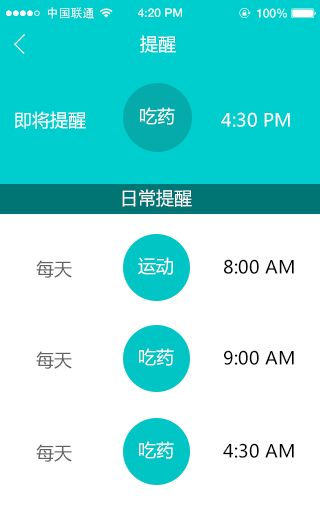 中国联通 4:20 PM 100%
提醒
即将提醒 吃药 4:30 PM
日常提醒
每天 运动 8:00 AM
每天 吃药 9:00 AM
每天 吃药 4:30 AM